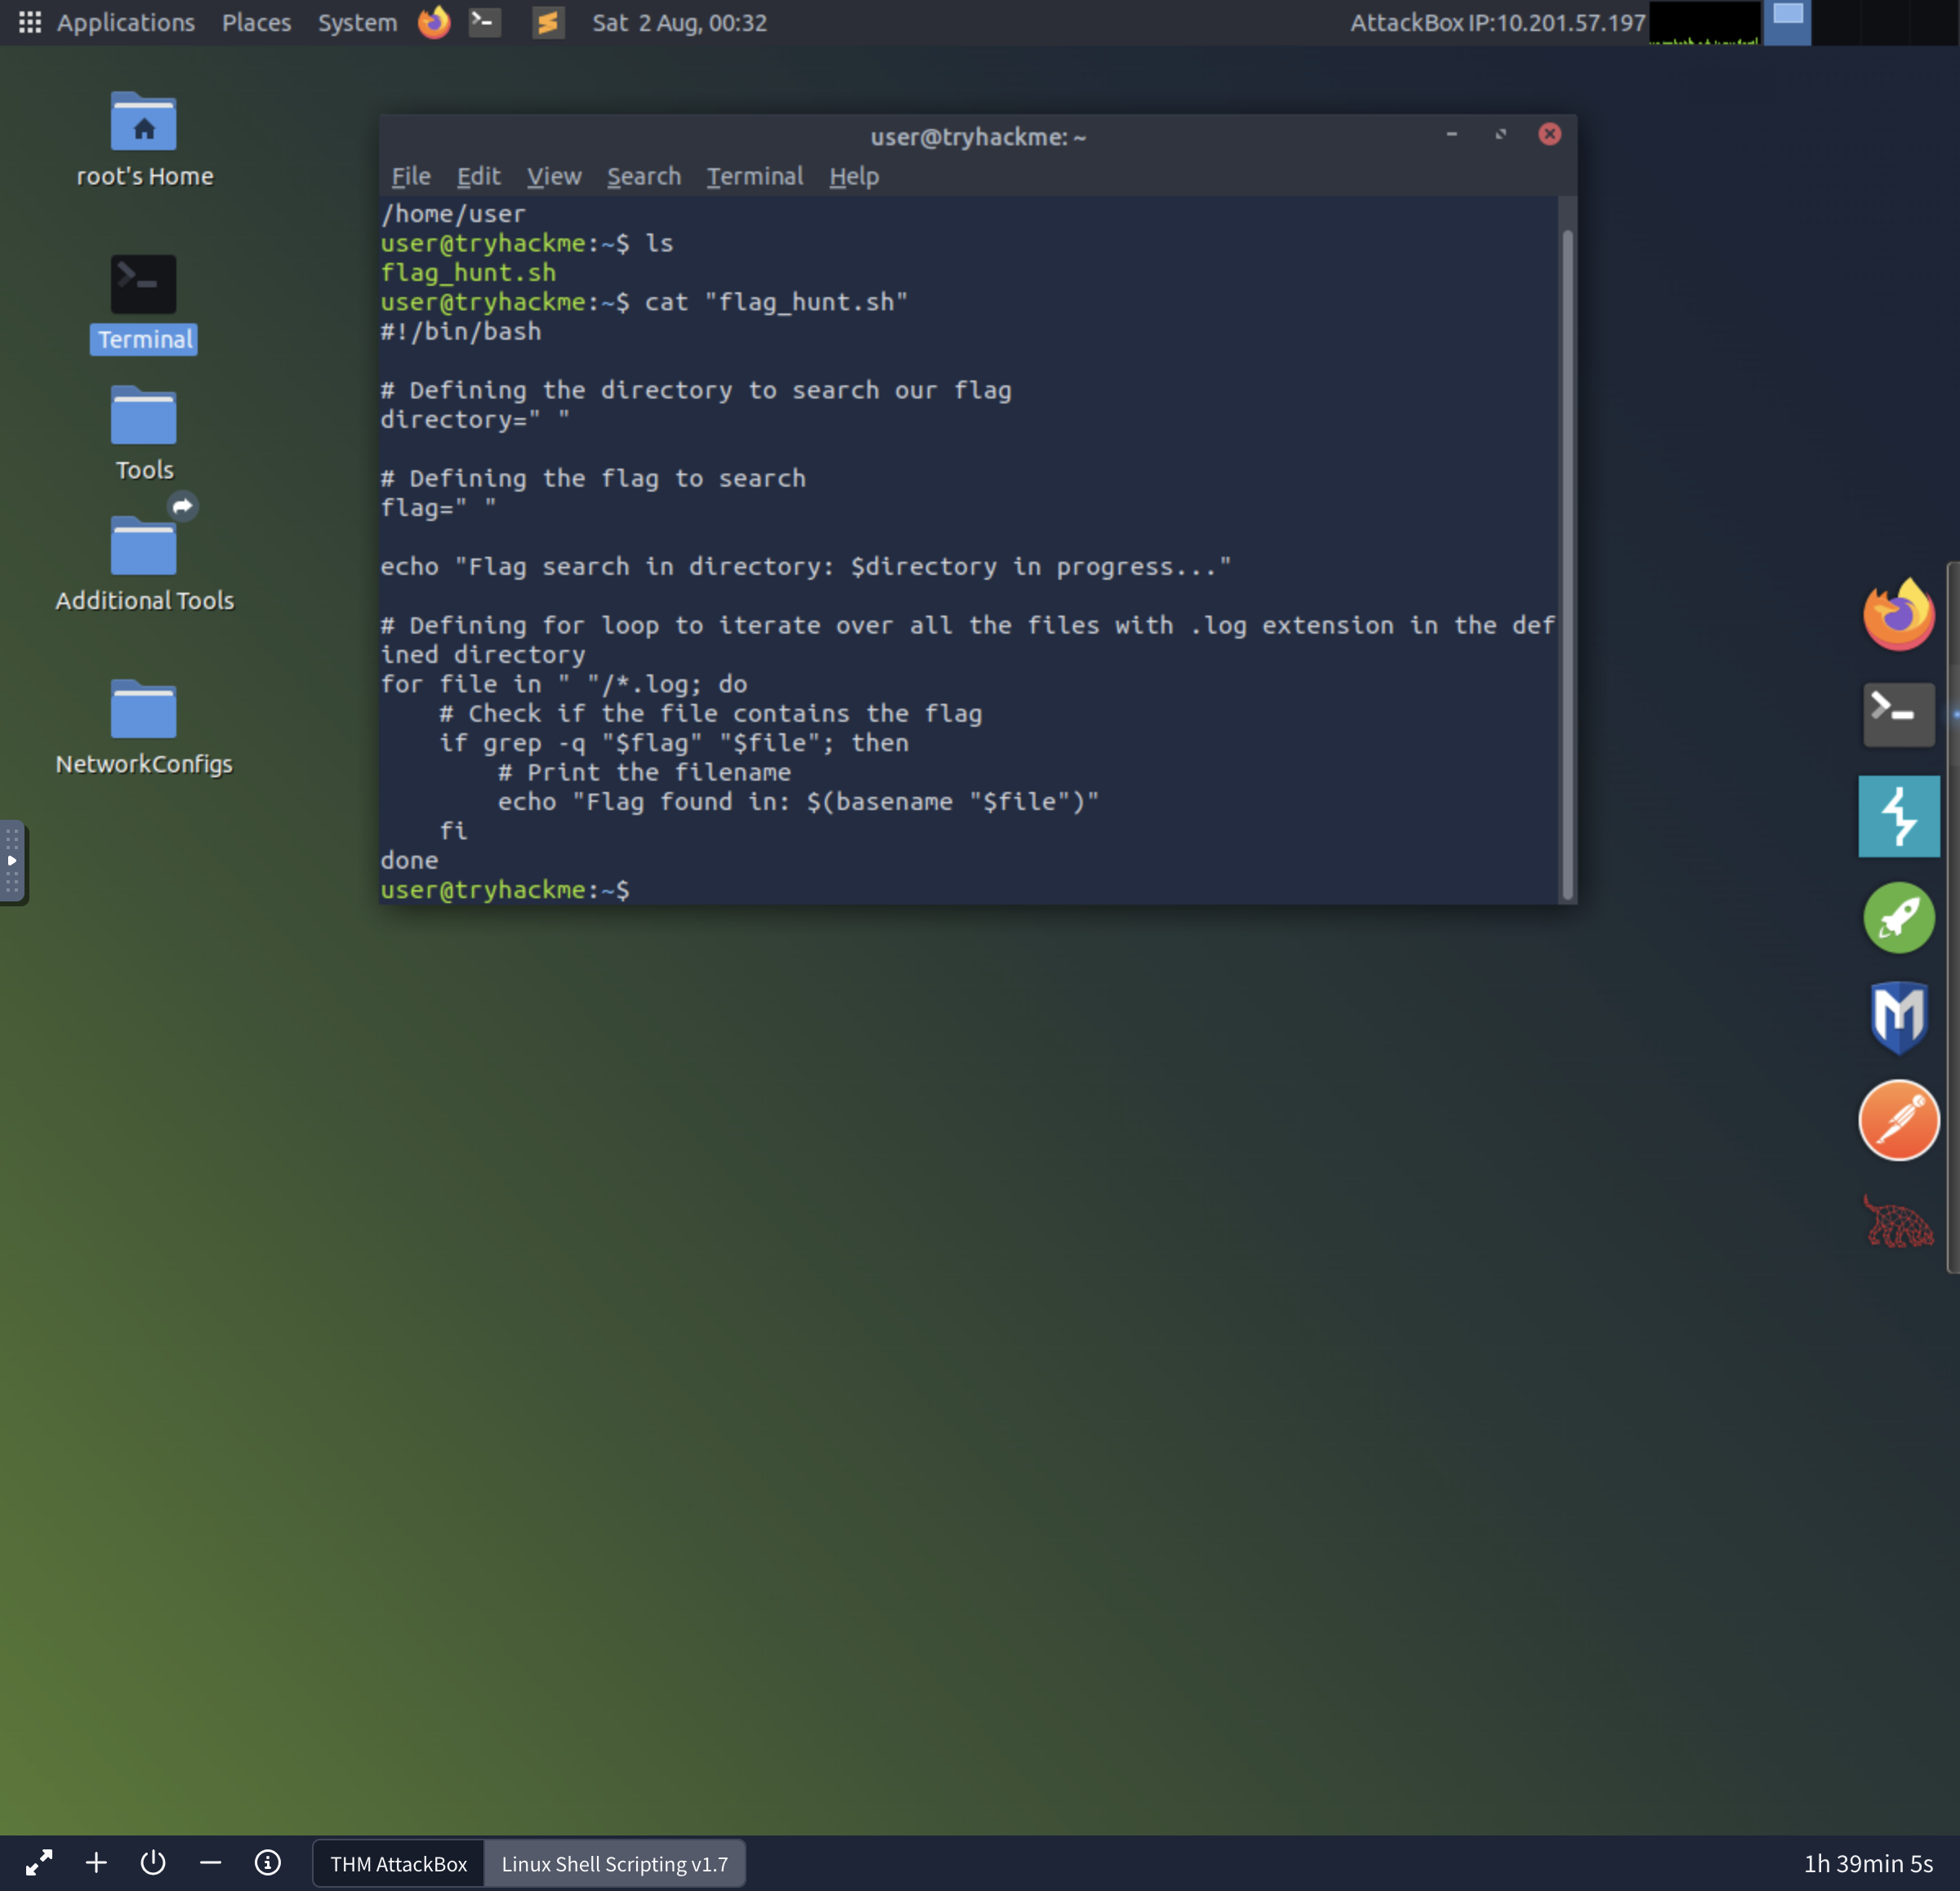 Applications Places System Sat 2 Aug, 00:32 AttackBox IP:10.201.57.197
root's Home
Terminal
Tools
Additional Tools
NetworkConfigs
user@tryhackme: ~
File Edit View Search Terminal Help
/home/user
user@tryhackme:~$ ls
flag_hunt.sh
user@tryhackme:~$ cat "flag_hunt.sh"
#!/bin/bash
# Defining the directory to search our flag
directory=" "
# Defining the flag to search
flag=" "
echo "Flag search in directory: $directory in progress..."
# Defining for loop to iterate over all the files with .log extension in the def
ined directory
for file in " "/*.log; do
    # Check if the file contains the flag
    if grep -q "$flag" "$file"; then
        # Print the filename
        echo "Flag found in: $(basename "$file")"
    fi
done
user@tryhackme:~$
THM AttackBox Linux Shell Scripting v1.7 1h 39min 5s